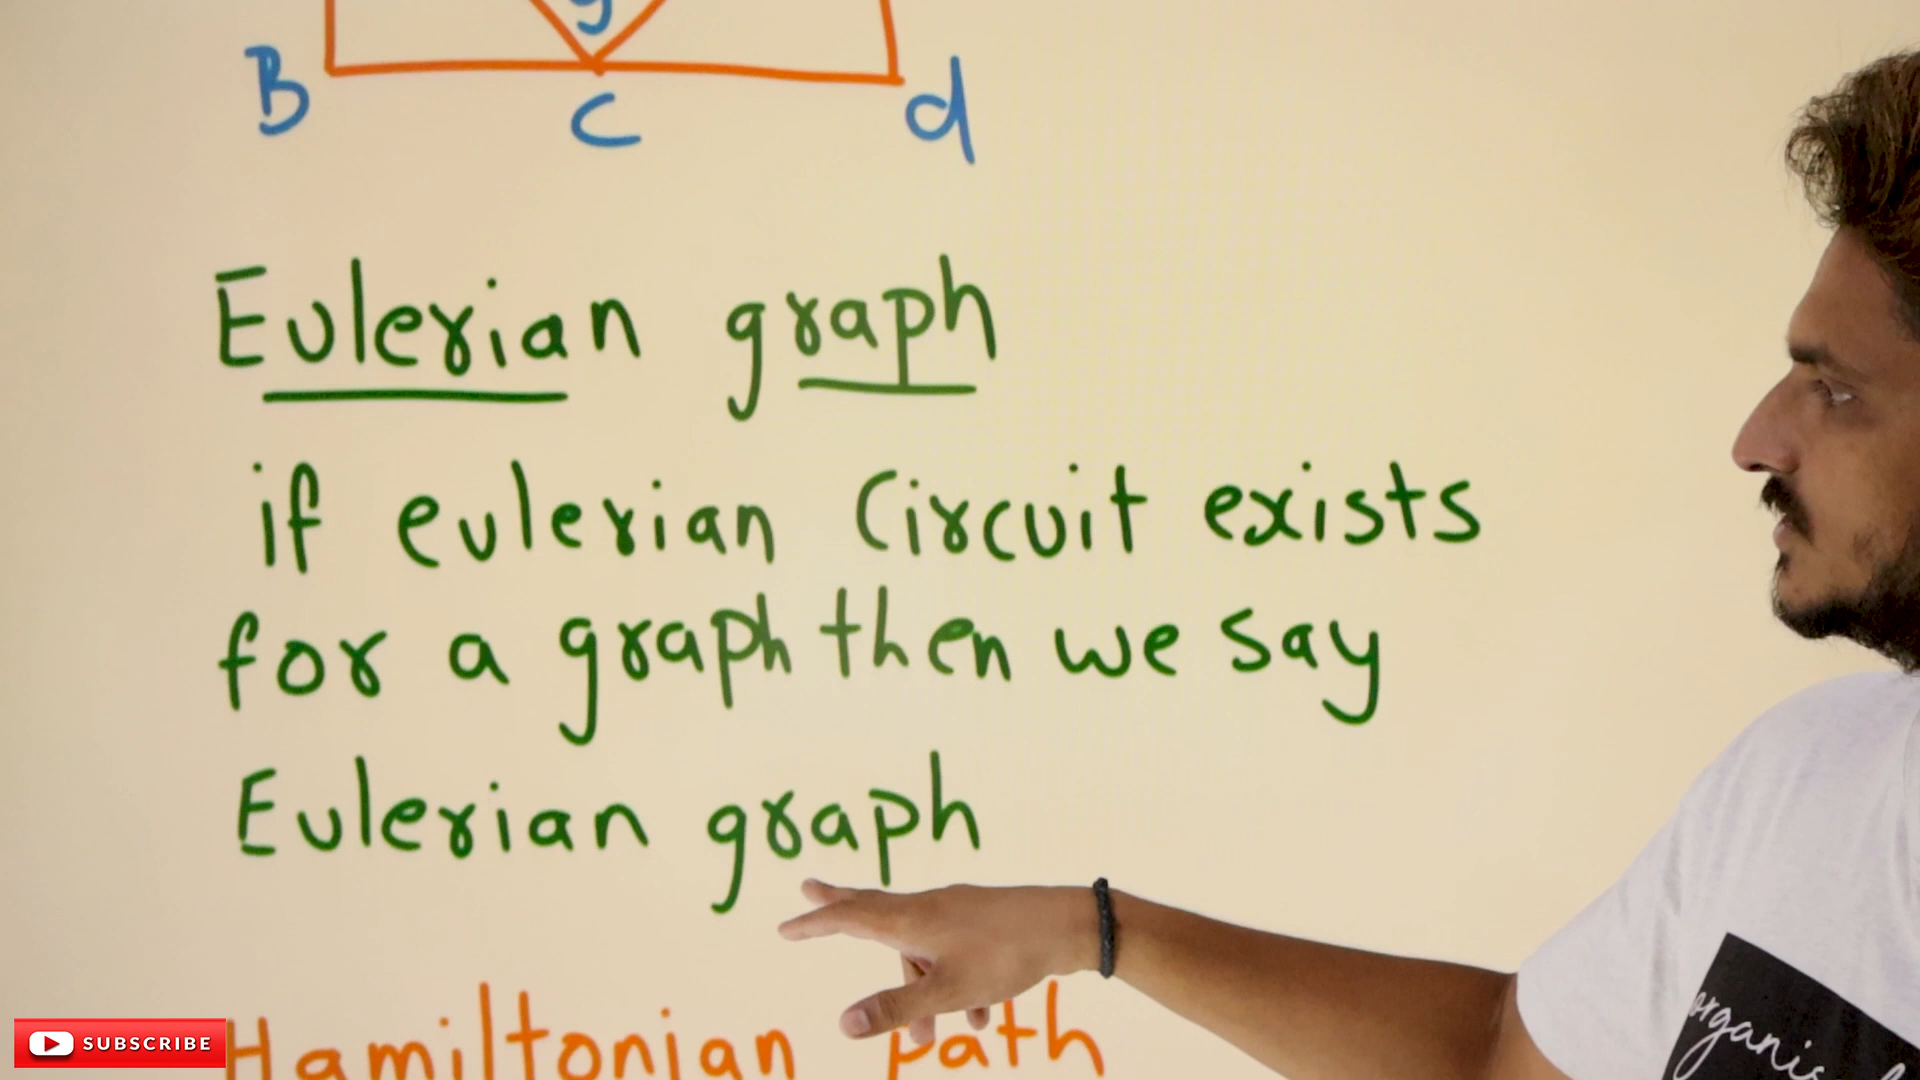 g
B
C
d
Eulerian graph
if eulerian Circuit exists
for a graph then we say
Eulerian graph
Hamiltonian path
SUBSCRIBE